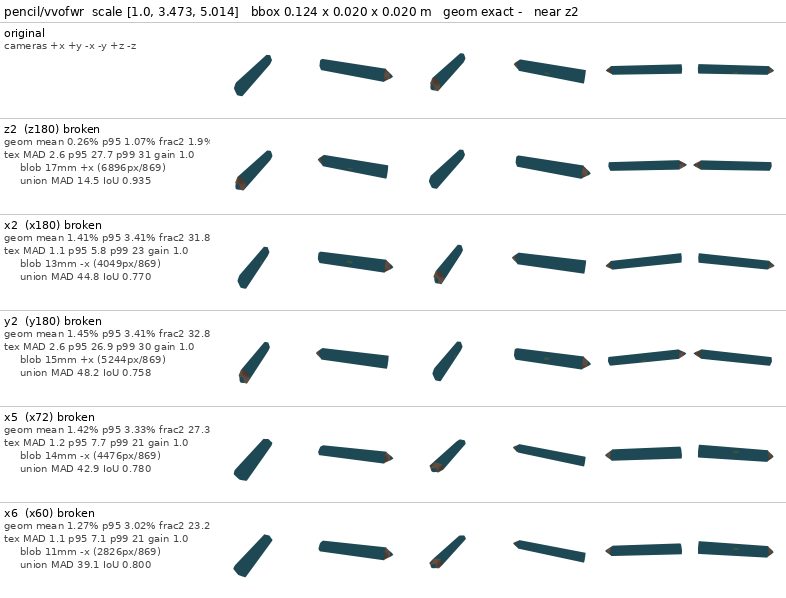 pencil/vvofwr scale [1.0, 3.473, 5.014] bbox 0.124 x 0.020 x 0.020 m geom exact - near z2
original
cameras +x +y -x -y +z -z
z2 (z180) broken
geom mean 0.26% p95 1.07% frac2 1.9%
tex MAD 2.6 p95 27.7 p99 31 gain 1.0
blob 17mm +x (6896px/869)
union MAD 14.5 IoU 0.935
x2 (x180) broken
geom mean 1.41% p95 3.41% frac2 31.8
tex MAD 1.1 p95 5.8 p99 23 gain 1.0
blob 13mm -x (4049px/869)
union MAD 44.8 IoU 0.770
y2 (y180) broken
geom mean 1.45% p95 3.41% frac2 32.8
tex MAD 2.6 p95 26.9 p99 30 gain 1.0
blob 15mm +x (5244px/869)
union MAD 48.2 IoU 0.758
x5 (x72) broken
geom mean 1.42% p95 3.33% frac2 27.3
tex MAD 1.2 p95 7.7 p99 21 gain 1.0
blob 14mm -x (4476px/869)
union MAD 42.9 IoU 0.780
x6 (x60) broken
geom mean 1.27% p95 3.02% frac2 23.2
tex MAD 1.1 p95 7.1 p99 21 gain 1.0
blob 11mm -x (2826px/869)
union MAD 39.1 IoU 0.800